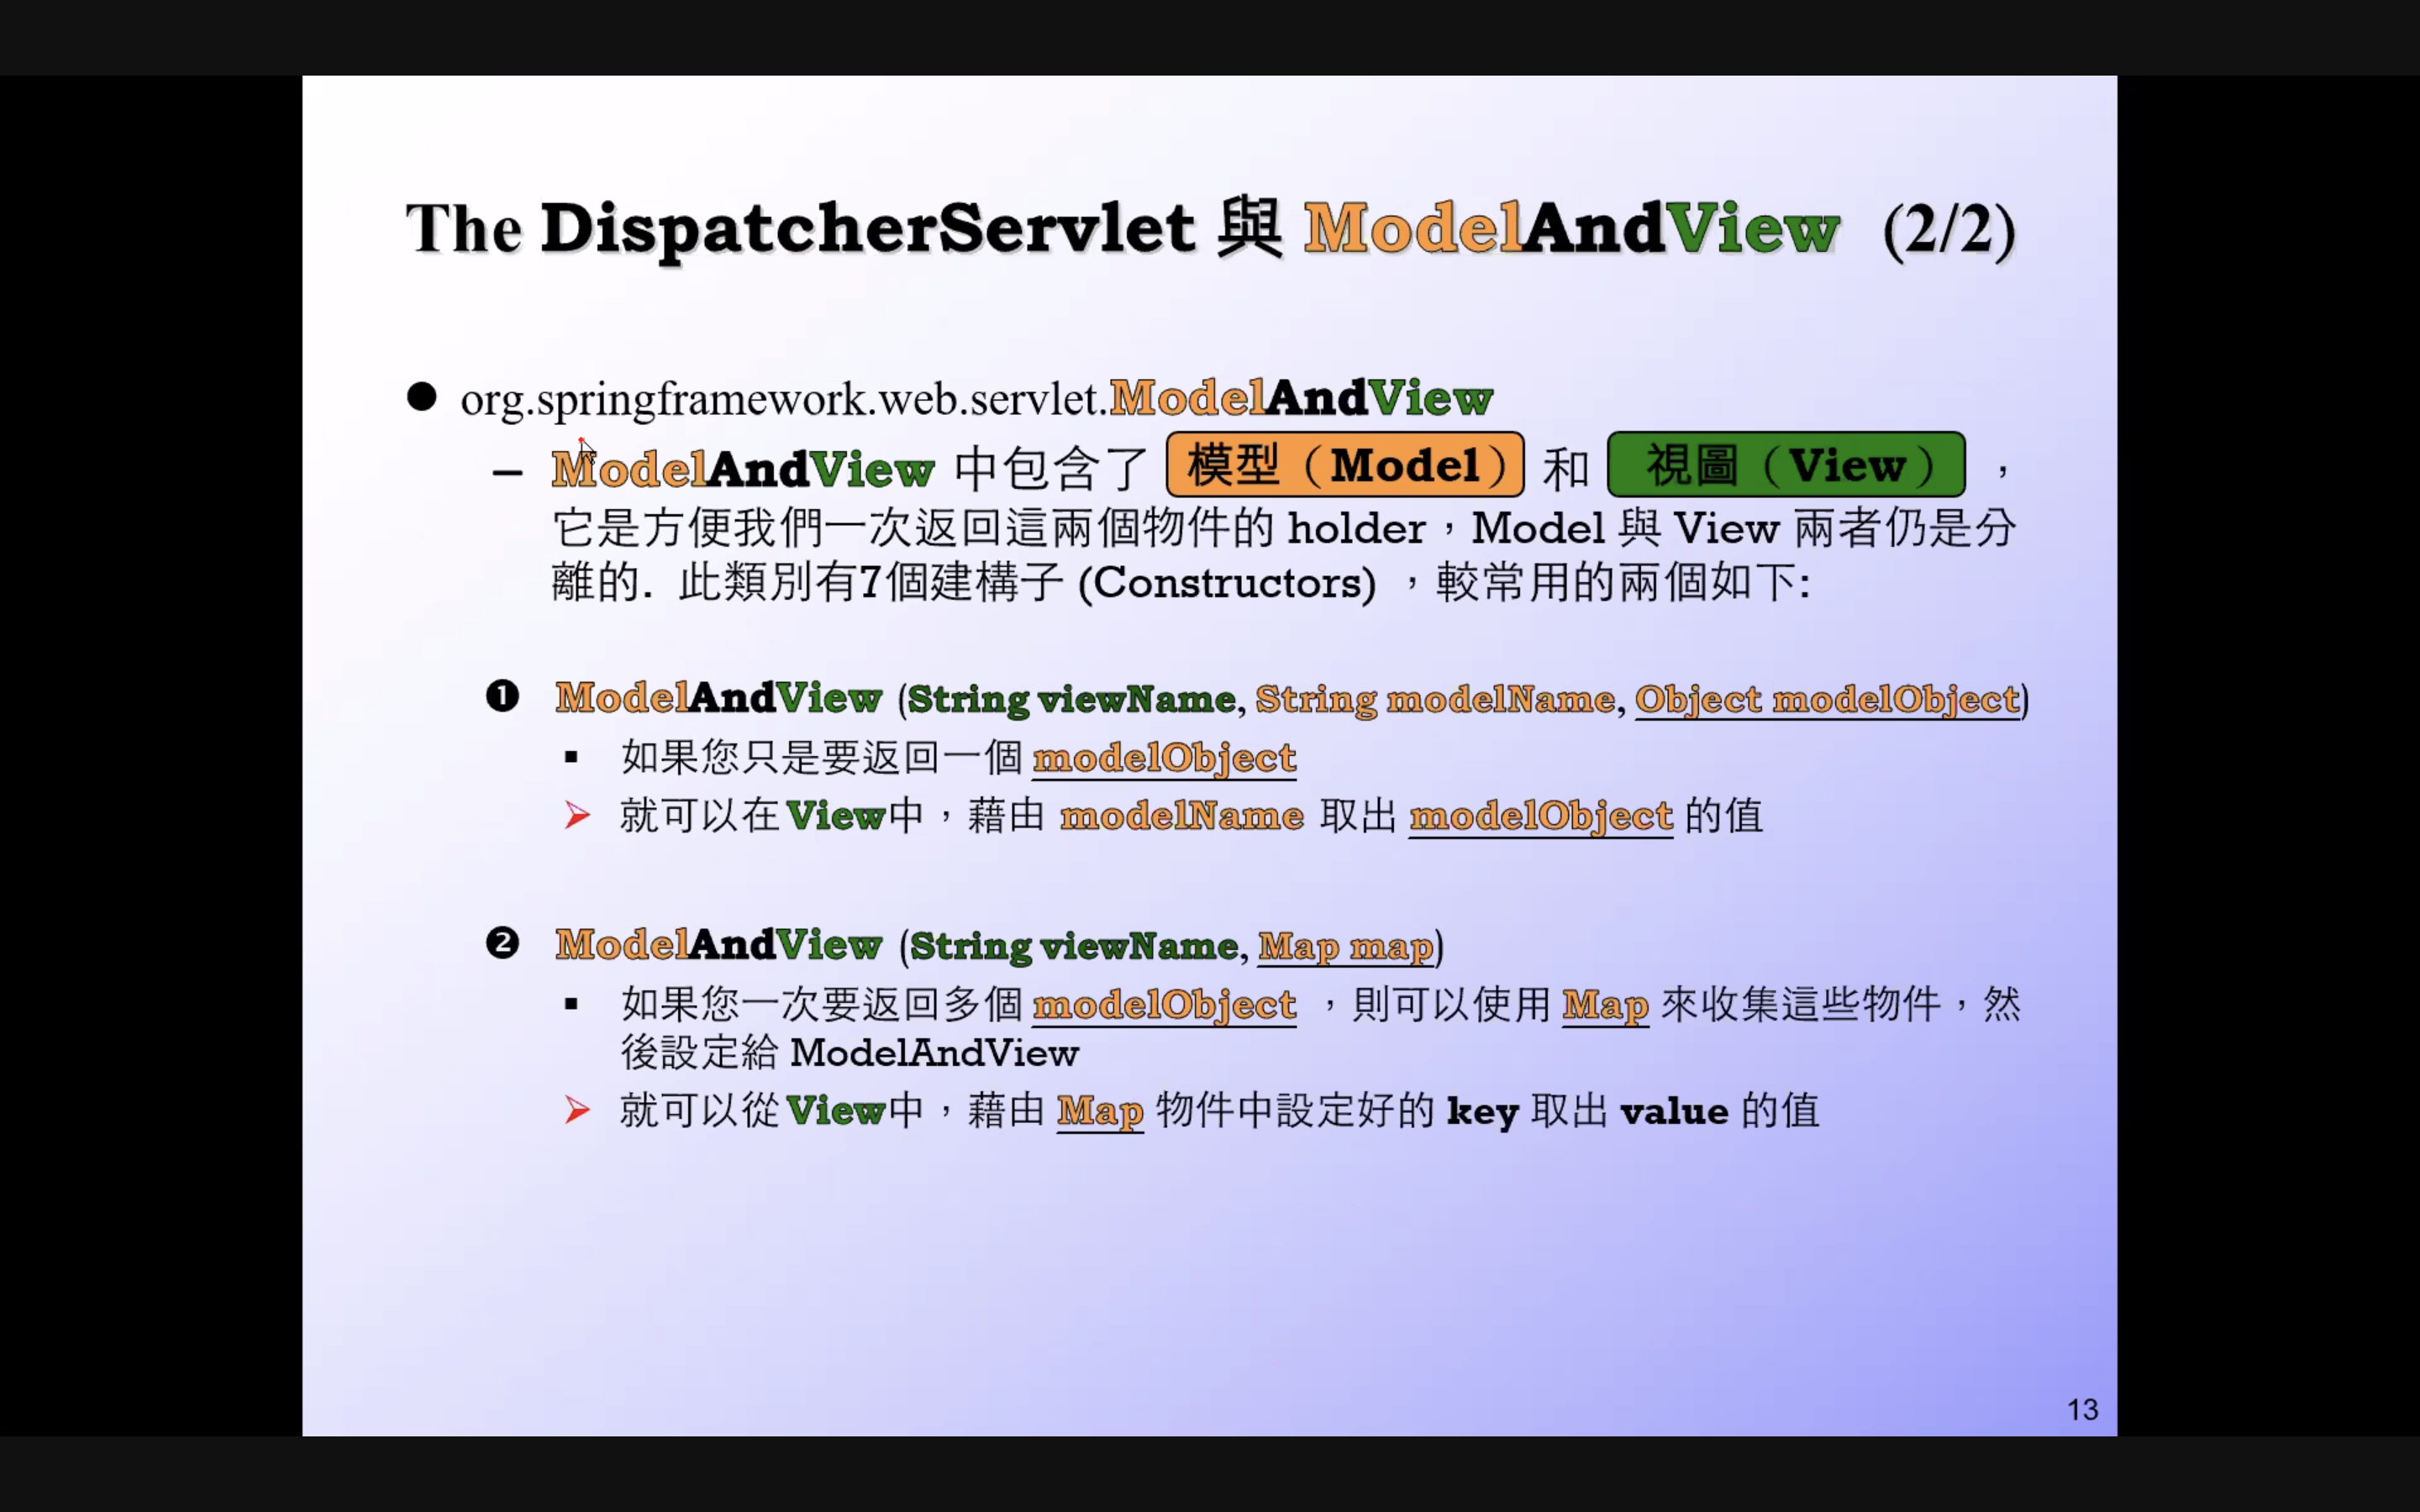 The DispatcherServlet 與 ModelAndView (2/2)
● org.springframework.web.servlet.ModelAndView
– ModelAndView 中包含了 模型（Model） 和 視圖（View） ，
它是方便我們一次返回這兩個物件的 holder，Model 與 View 兩者仍是分
離的. 此類別有7個建構子 (Constructors) ，較常用的兩個如下:
❶ ModelAndView (String viewName, String modelName, Object modelObject)
▪ 如果您只是要返回一個 modelObject
➢ 就可以在 View中，藉由 modelName 取出 modelObject 的值
❷ ModelAndView (String viewName, Map map)
▪ 如果您一次要返回多個 modelObject ，則可以使用 Map 來收集這些物件，然
後設定給 ModelAndView
➢ 就可以從 View中，藉由 Map 物件中設定好的 key 取出 value 的值
13